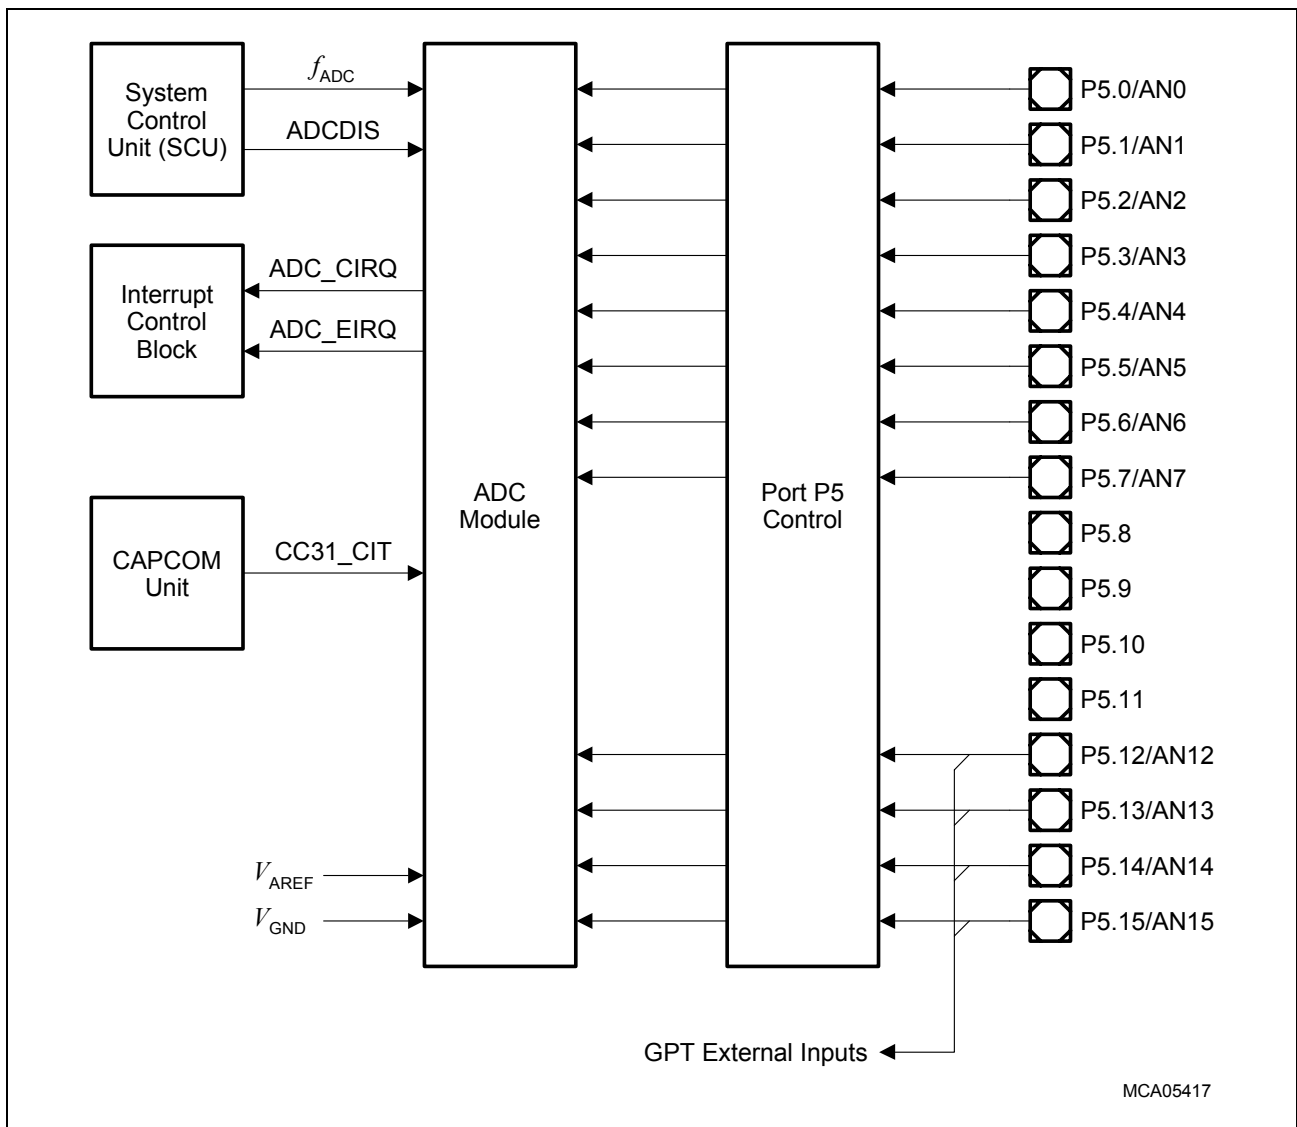 System
Control
Unit (SCU)
fADC
ADCDIS
Interrupt
Control
Block
ADC_CIRQ
ADC_EIRQ
CAPCOM
Unit
CC31_CIT
VAREF
VGND
ADC
Module
Port P5
Control
P5.0/AN0
P5.1/AN1
P5.2/AN2
P5.3/AN3
P5.4/AN4
P5.5/AN5
P5.6/AN6
P5.7/AN7
P5.8
P5.9
P5.10
P5.11
P5.12/AN12
P5.13/AN13
P5.14/AN14
P5.15/AN15
GPT External Inputs
MCA05417